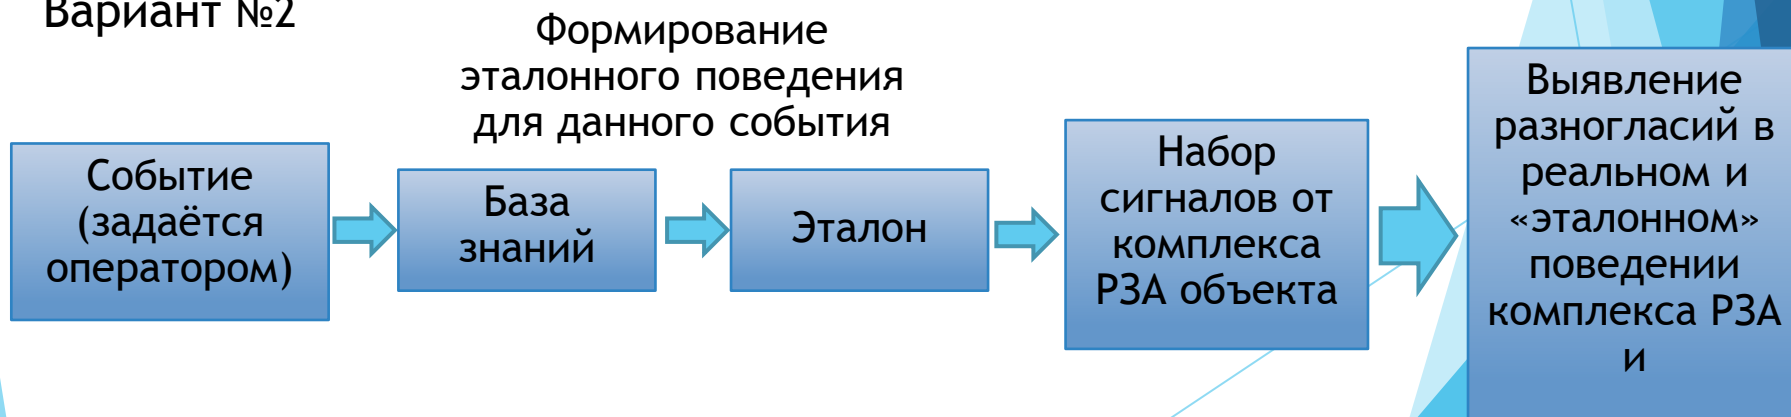 Вариант №2
Формирование
эталонного поведения
для данного события
Событие
(задаётся
оператором)
База
знаний
Эталон
Набор
сигналов от
комплекса
РЗА объекта
Выявление
разногласий в
реальном и
«эталонном»
поведении
комплекса РЗА
и